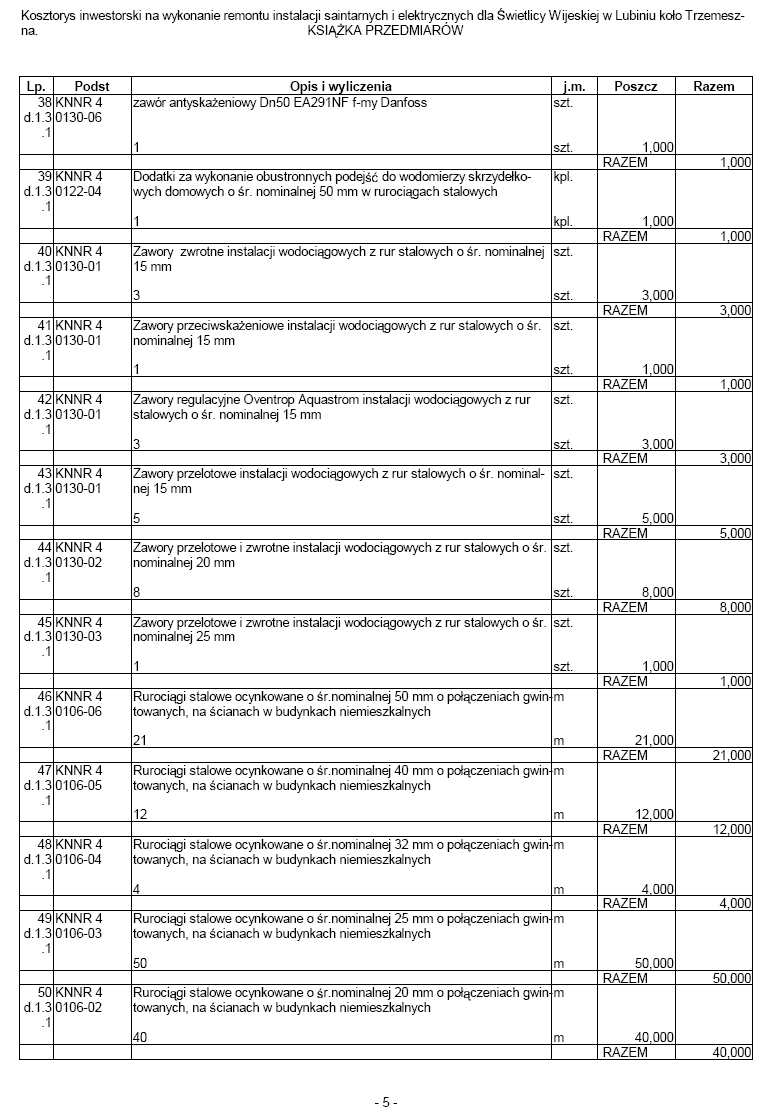 Kosztorys inwestorski na wykonanie remontu instalacji saintarnych i elektrycznych dla Świetlicy Wijeskiej w Lubiniu koło Trzemesz-
na. KSIĄŻKA PRZEDMIARÓW
Lp. Podst Opis i wyliczenia j.m. Poszcz Razem
38 KNNR 4 zawór antyskażeniowy Dn50 EA291NF f-my Danfoss szt.
d.1.3 0130-06
.1
1 szt. 1,000
RAZEM 1,000
39 KNNR 4 Dodatki za wykonanie obustronnych podejść do wodomierzy skrzydełko- kpl.
d.1.3 0122-04 wych domowych o śr. nominalnej 50 mm w rurociągach stalowych
.1
1 kpl. 1,000
RAZEM 1,000
40 KNNR 4 Zawory zwrotne instalacji wodociągowych z rur stalowych o śr. nominalnej szt.
d.1.3 0130-01 15 mm
.1
3 szt. 3,000
RAZEM 3,000
41 KNNR 4 Zawory przeciwskażeniowe instalacji wodociągowych z rur stalowych o śr. szt.
d.1.3 0130-01 nominalnej 15 mm
.1
1 szt. 1,000
RAZEM 1,000
42 KNNR 4 Zawory regulacyjne Oventrop Aquastrom instalacji wodociągowych z rur szt.
d.1.3 0130-01 stalowych o śr. nominalnej 15 mm
.1
3 szt. 3,000
RAZEM 3,000
43 KNNR 4 Zawory przelotowe instalacji wodociągowych z rur stalowych o śr. nominal- szt.
d.1.3 0130-01 nej 15 mm
.1
5 szt. 5,000
RAZEM 5,000
44 KNNR 4 Zawory przelotowe i zwrotne instalacji wodociągowych z rur stalowych o śr. szt.
d.1.3 0130-02 nominalnej 20 mm
.1
8 szt. 8,000
RAZEM 8,000
45 KNNR 4 Zawory przelotowe i zwrotne instalacji wodociągowych z rur stalowych o śr. szt.
d.1.3 0130-03 nominalnej 25 mm
.1
1 szt. 1,000
RAZEM 1,000
46 KNNR 4 Rurociągi stalowe ocynkowane o śr.nominalnej 50 mm o połączeniach gwin- m
d.1.3 0106-06 towanych, na ścianach w budynkach niemieszkalnych
.1
21 m 21,000
RAZEM 21,000
47 KNNR 4 Rurociągi stalowe ocynkowane o śr.nominalnej 40 mm o połączeniach gwin- m
d.1.3 0106-05 towanych, na ścianach w budynkach niemieszkalnych
.1
12 m 12,000
RAZEM 12,000
48 KNNR 4 Rurociągi stalowe ocynkowane o śr.nominalnej 32 mm o połączeniach gwin- m
d.1.3 0106-04 towanych, na ścianach w budynkach niemieszkalnych
.1
4 m 4,000
RAZEM 4,000
49 KNNR 4 Rurociągi stalowe ocynkowane o śr.nominalnej 25 mm o połączeniach gwin- m
d.1.3 0106-03 towanych, na ścianach w budynkach niemieszkalnych
.1
50 m 50,000
RAZEM 50,000
50 KNNR 4 Rurociągi stalowe ocynkowane o śr.nominalnej 20 mm o połączeniach gwin- m
d.1.3 0106-02 towanych, na ścianach w budynkach niemieszkalnych
.1
40 m 40,000
RAZEM 40,000
- 5 -